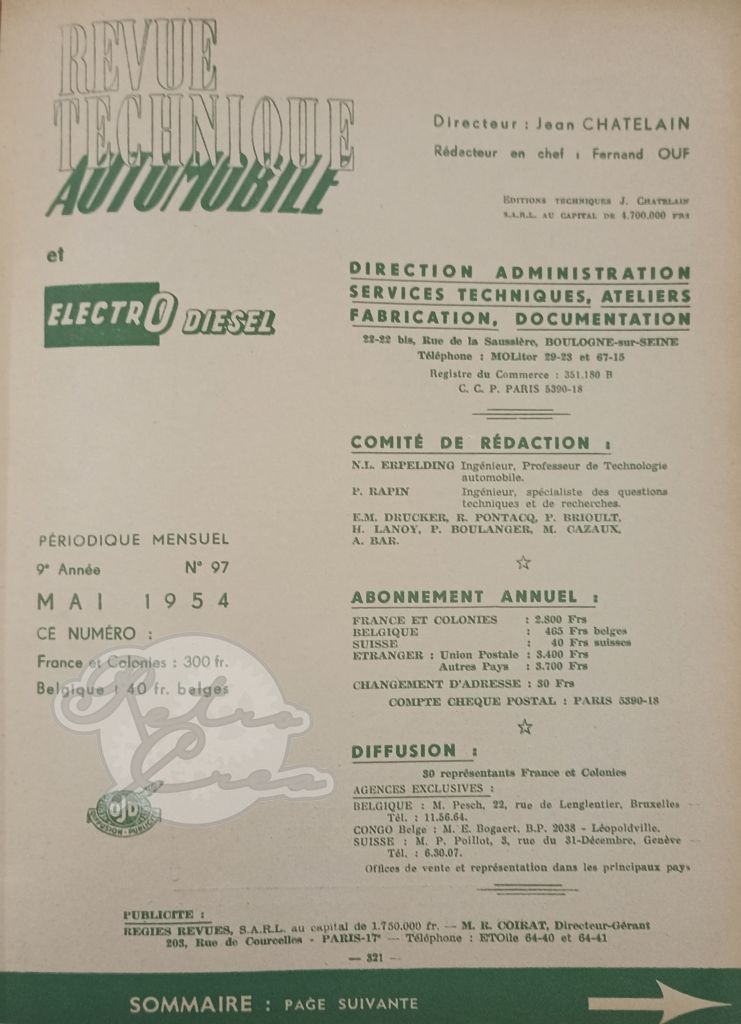 REVUE
TECHNIQUE
AUTOMOBILE
et
ELECTRO DIESEL
Directeur : Jean CHATELAIN
Rédacteur en chef : Fernand OUF
EDITIONS TECHNIQUES J. CHATELAIN
S.A.R.L. AU CAPITAL DE 4.700.000 FRS
DIRECTION ADMINISTRATION
SERVICES TECHNIQUES, ATELIERS
FABRICATION, DOCUMENTATION
22-22 bis, Rue de la Saussière, BOULOGNE-sur-SEINE
Téléphone : MOLitor 29-23 et 67-15
Registre du Commerce : 351.180 B
C. C. P. PARIS 5390-18
COMITÉ DE RÉDACTION :
N.L. ERPELDING Ingénieur, Professeur de Technologie
automobile.
P. RAPIN Ingénieur, spécialiste des questions
techniques et de recherches.
E.M. DRUCKER, R. PONTACQ, P. BRIOULT,
H. LANOY, P. BOULANGER, M. CAZAUX,
A. BAR.
PÉRIODIQUE MENSUEL
9e Année N° 97
MAI 1954
CE NUMÉRO :
France et Colonies : 300 fr.
Belgique : 40 fr. belges
Retro
Crea
OJD
DIFFUSION - PUBLICITÉ
ABONNEMENT ANNUEL :
FRANCE ET COLONIES : 2.800 Frs
BELGIQUE : 465 Frs belges
SUISSE : 40 Frs suisses
ETRANGER : Union Postale : 3.400 Frs
Autres Pays : 3.700 Frs
CHANGEMENT D'ADRESSE : 30 Frs
COMPTE CHEQUE POSTAL : PARIS 5390-18
DIFFUSION :
30 représentants France et Colonies
AGENCES EXCLUSIVES :
BELGIQUE : M. Pesch, 22, rue de Lenglentier, Bruxelles
Tél. : 11.56.64.
CONGO Belge : M. E. Bogaert, B.P. 2038 - Léopoldville.
SUISSE : M. P. Poillot, 3, rue du 31-Décembre, Genève
Tél. : 6.30.07.
Offices de vente et représentation dans les principaux pays
PUBLICITE :
REGIES REVUES, S.A.R.L. au capital de 1.750.000 fr. — M. R. COIRAT, Directeur-Gérant
203, Rue de Courcelles - PARIS-17e — Téléphone : ETOile 64-40 et 64-41
— 321 —
SOMMAIRE : PAGE SUIVANTE